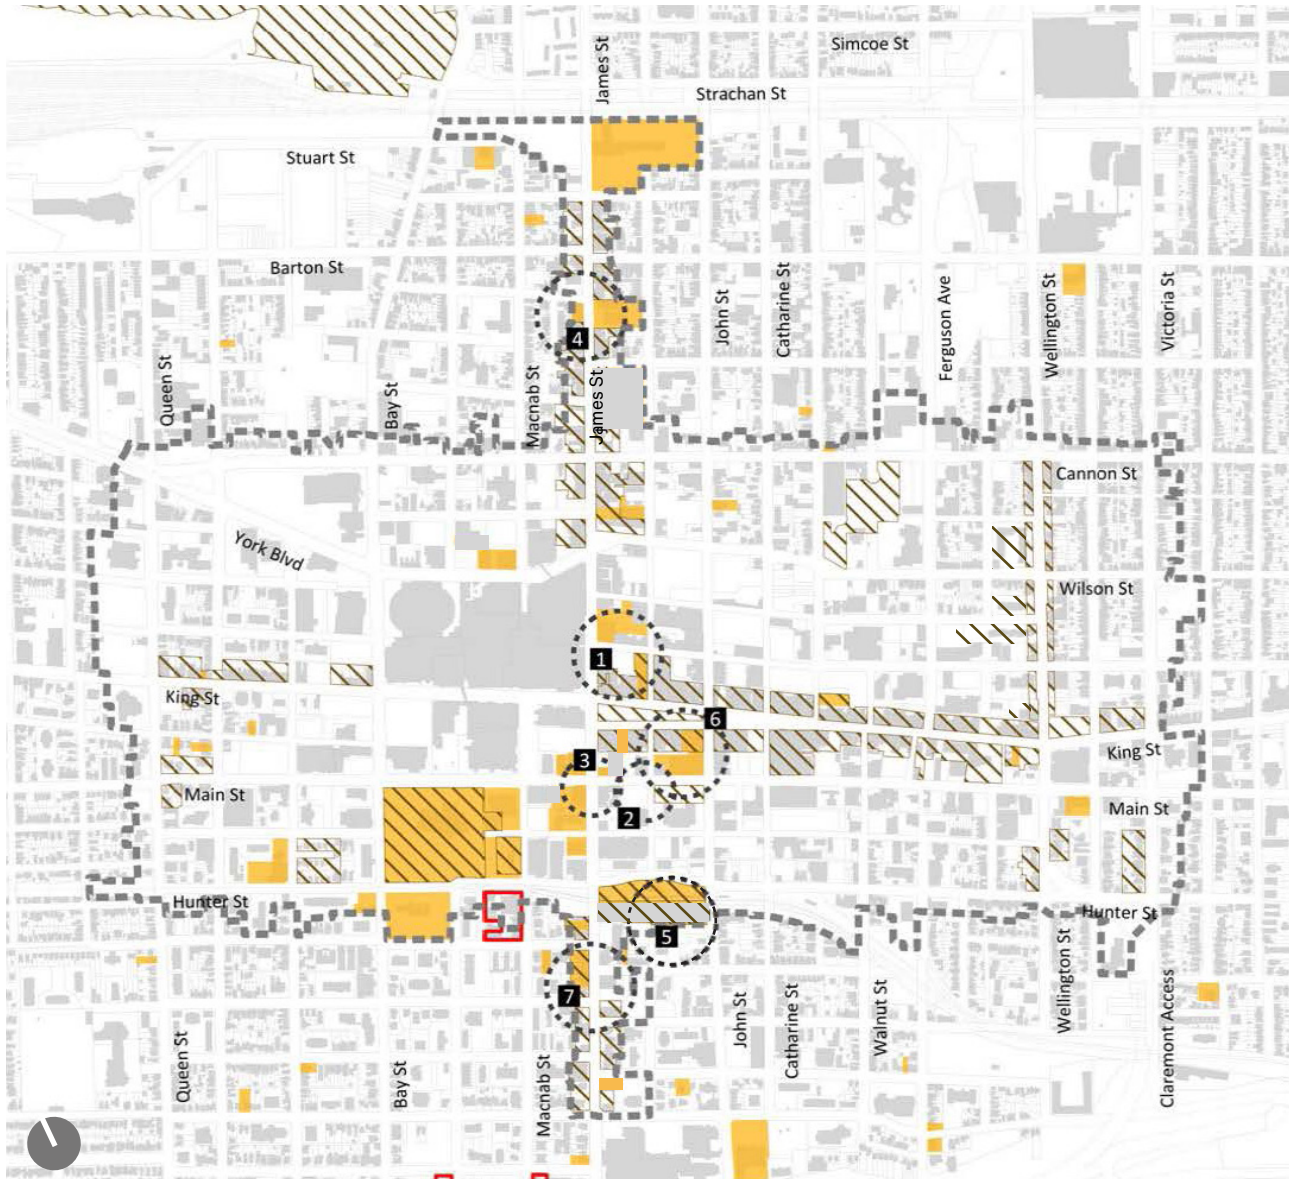 Simcoe St
James St
Strachan St
Stuart St
Barton St
John St
Catharine St
Ferguson Ave
Wellington St
Victoria St
4
Queen St
Bay St
Macnab St
James St
Cannon St
York Blvd
Wilson St
1
King St
6
King St
3
Main St
2
Main St
Hunter St
Hunter St
5
7
Wellington St
Claremont Access
Queen St
Bay St
Macnab St
John St
Catharine St
Walnut St